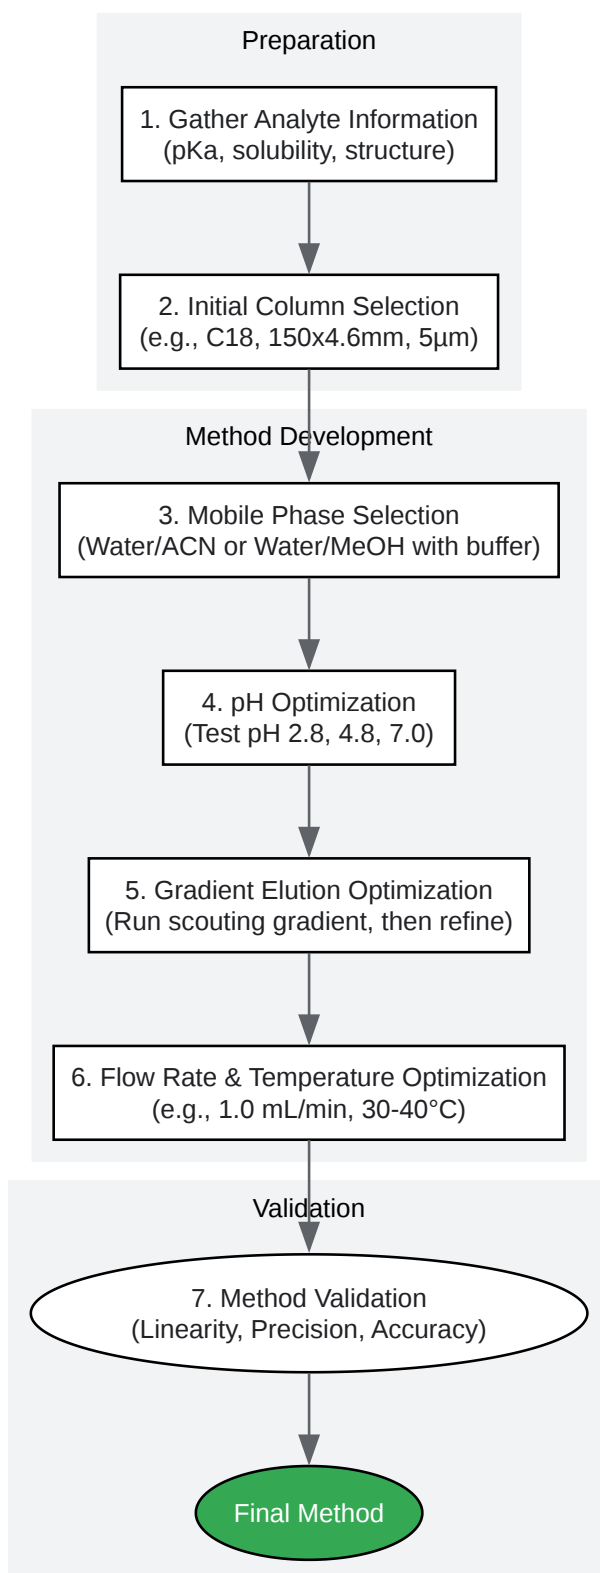 Preparation
1. Gather Analyte Information
(pKa, solubility, structure)
2. Initial Column Selection
(e.g., C18, 150x4.6mm, 5µm)
Method Development
3. Mobile Phase Selection
(Water/ACN or Water/MeOH with buffer)
4. pH Optimization
(Test pH 2.8, 4.8, 7.0)
5. Gradient Elution Optimization
(Run scouting gradient, then refine)
6. Flow Rate & Temperature Optimization
(e.g., 1.0 mL/min, 30-40°C)
Validation
7. Method Validation
(Linearity, Precision, Accuracy)
Final Method